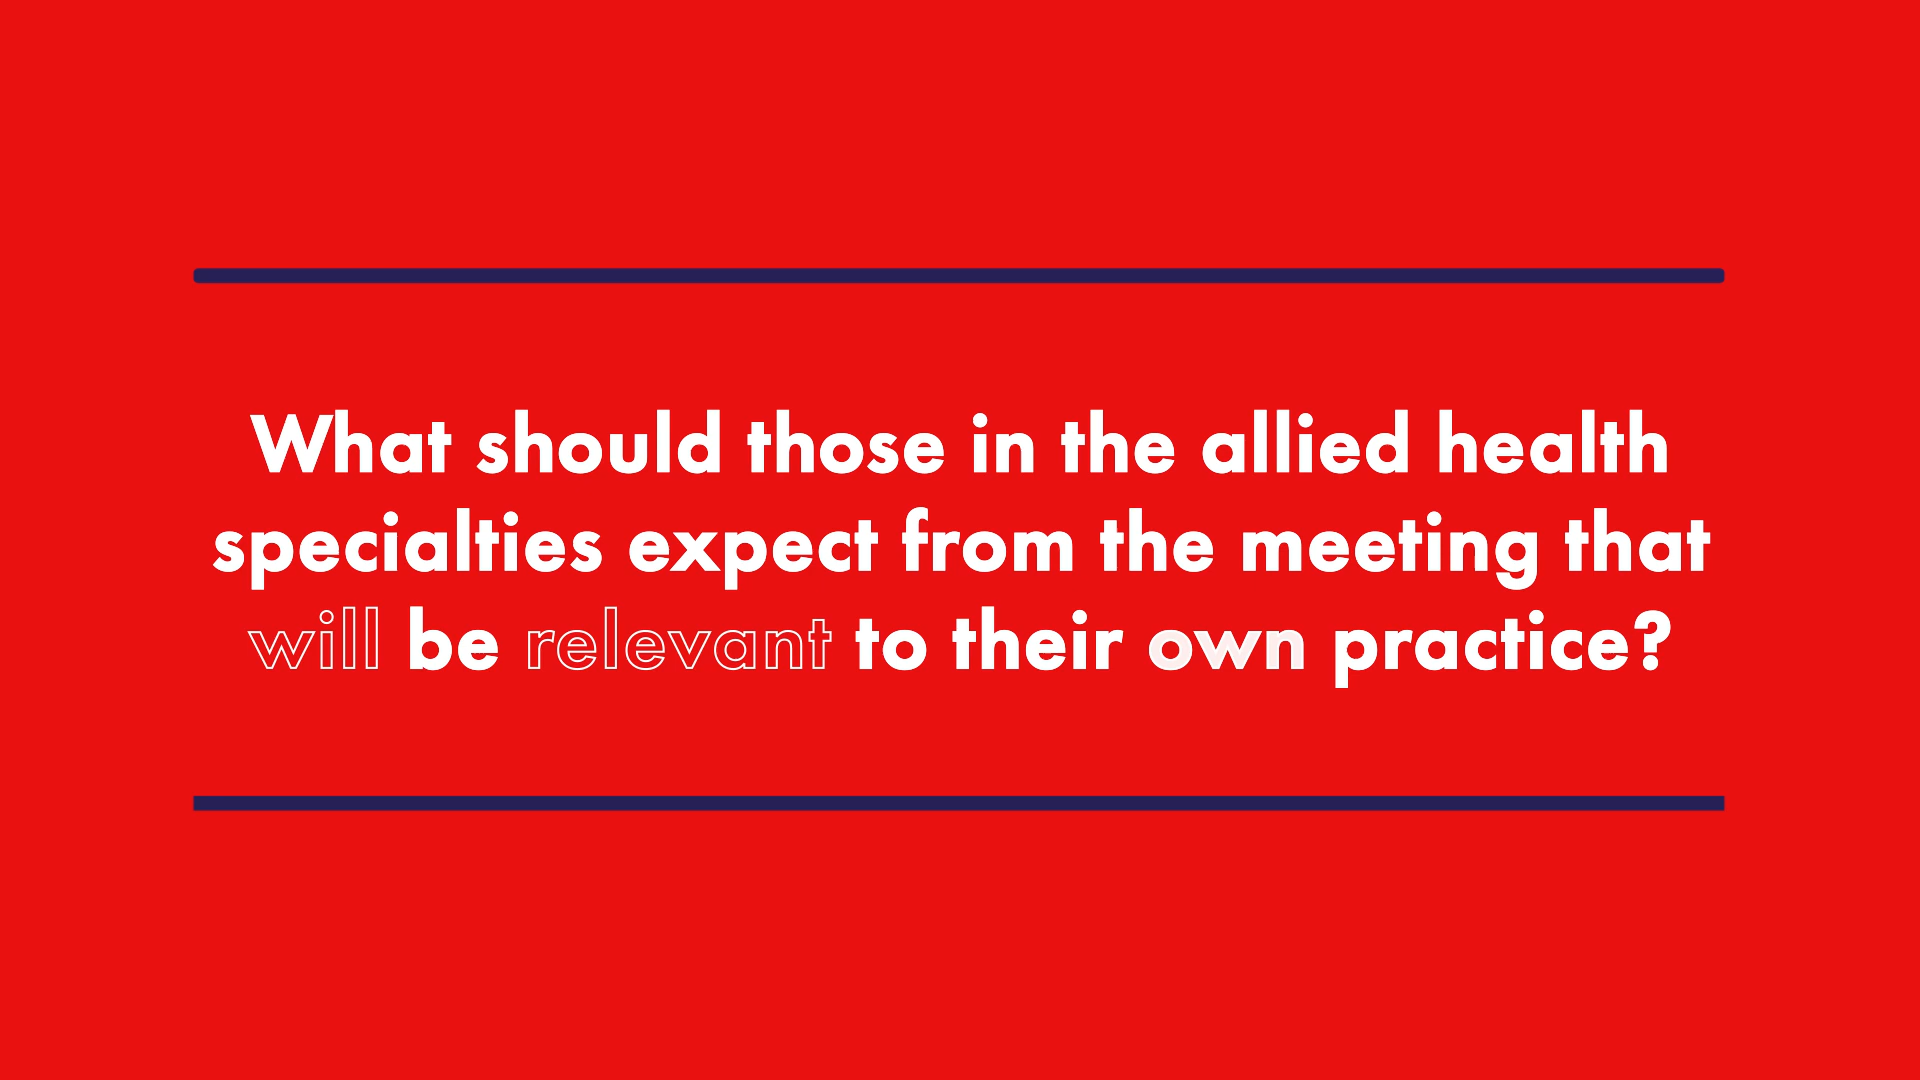 What should those in the allied health
specialties expect from the meeting that
will be relevant to their own practice?